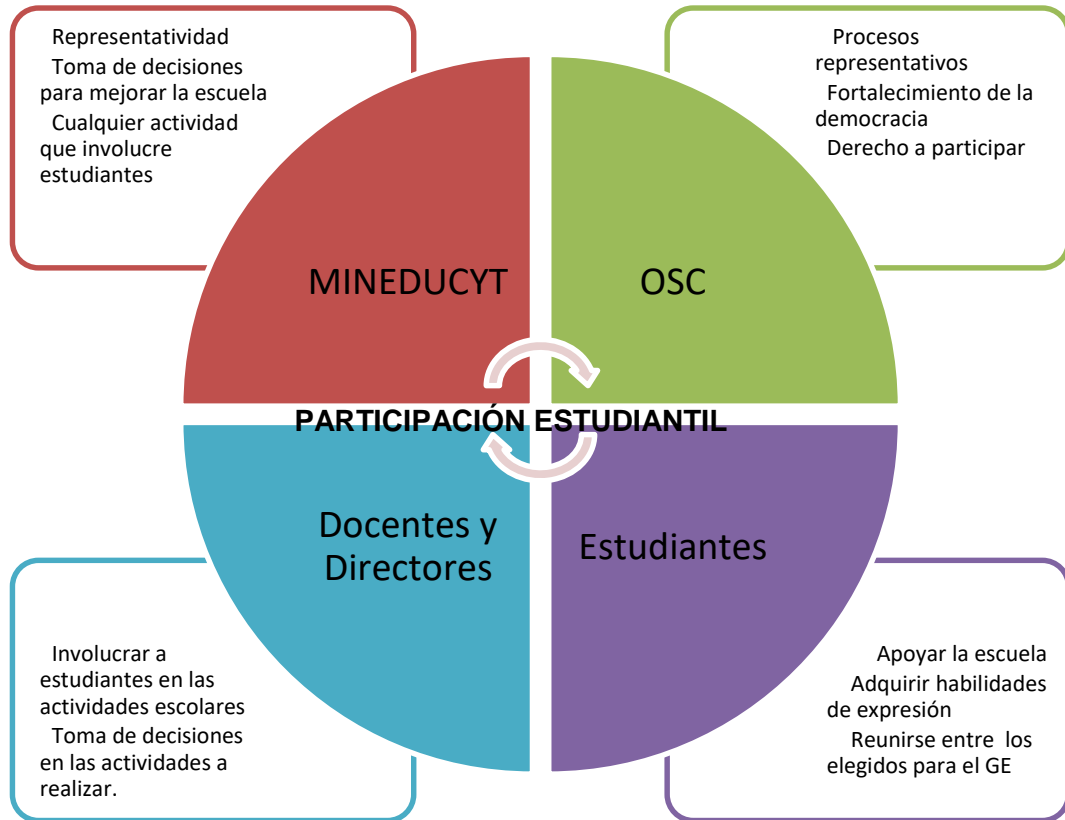 Representatividad
Toma de decisiones
para mejorar la escuela
Cualquier actividad
que involucre
estudiantes
Procesos
representativos
Fortalecimiento de la
democracia
Derecho a participar
MINEDUCYT
OSC
PARTICIPACIÓN ESTUDIANTIL
Docentes y
Directores
Estudiantes
Involucrar a
estudiantes en las
actividades escolares
Toma de decisiones
en las actividades a
realizar.
Apoyar la escuela
Adquirir habilidades
de expresión
Reunirse entre los
elegidos para el GE